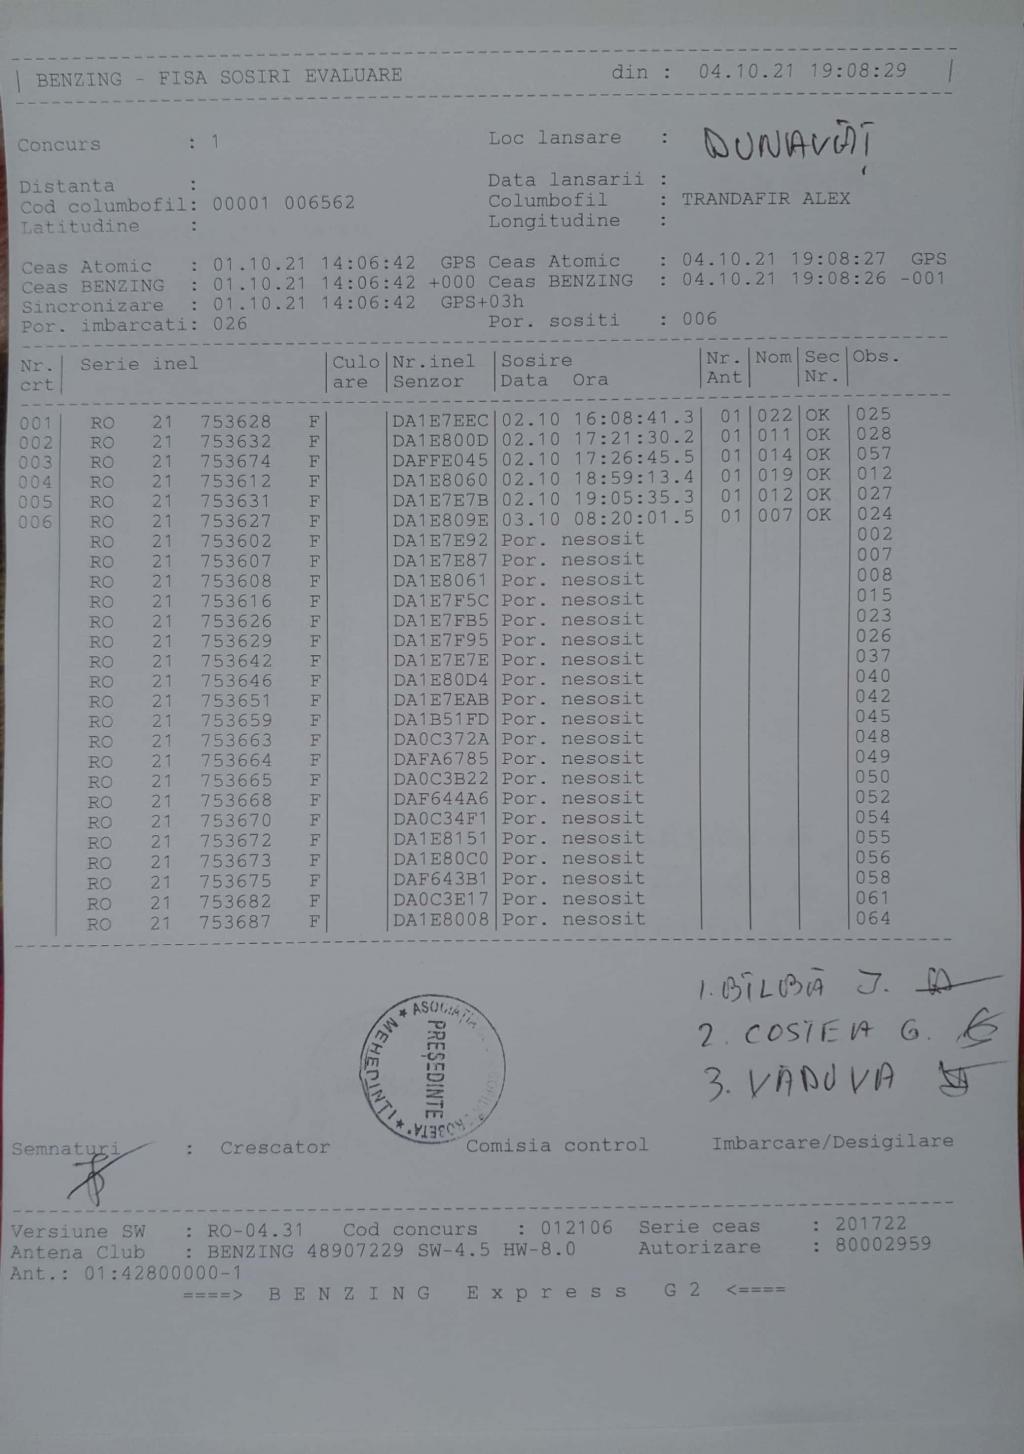 BENZING - FISA SOSIRI EVALUARE din : 04.10.21 19:08:29
Concurs : 1 Loc lansare : DUNAVĂȚ
Distanta : Data lansarii :
Cod columbofil: 00001 006562 Columbofil : TRANDAFIR ALEX
Latitudine : Longitudine :
Ceas Atomic : 01.10.21 14:06:42 GPS Ceas Atomic : 04.10.21 19:08:27 GPS
Ceas BENZING : 01.10.21 14:06:42 +000 Ceas BENZING : 04.10.21 19:08:26 -001
Sincronizare : 01.10.21 14:06:42 GPS+03h
Por. imbarcati: 026 Por. sositi : 006
Nr. Serie inel Culo Nr.inel Sosire Nr. Nom Sec Obs.
crt are Senzor Data Ora Ant Nr.
001 RO 21 753628 F DA1E7EEC 02.10 16:08:41.3 01 022 OK 025
002 RO 21 753632 F DA1E800D 02.10 17:21:30.2 01 011 OK 028
003 RO 21 753674 F DAFFE045 02.10 17:26:45.5 01 014 OK 057
004 RO 21 753612 F DA1E8060 02.10 18:59:13.4 01 019 OK 012
005 RO 21 753631 F DA1E7E7B 02.10 19:05:35.3 01 012 OK 027
006 RO 21 753627 F DA1E809E 03.10 08:20:01.5 01 007 OK 024
RO 21 753602 F DA1E7E92 Por. nesosit 002
RO 21 753607 F DA1E7E87 Por. nesosit 007
RO 21 753608 F DA1E8061 Por. nesosit 008
RO 21 753616 F DA1E7F5C Por. nesosit 015
RO 21 753626 F DA1E7FB5 Por. nesosit 023
RO 21 753629 F DA1E7F95 Por. nesosit 026
RO 21 753642 F DA1E7E7E Por. nesosit 037
RO 21 753646 F DA1E80D4 Por. nesosit 040
RO 21 753651 F DA1E7EAB Por. nesosit 042
RO 21 753659 F DA1B51FD Por. nesosit 045
RO 21 753663 F DA0C372A Por. nesosit 048
RO 21 753664 F DAFA6785 Por. nesosit 049
RO 21 753665 F DA0C3B22 Por. nesosit 050
RO 21 753668 F DAF644A6 Por. nesosit 052
RO 21 753670 F DA0C34F1 Por. nesosit 054
RO 21 753672 F DA1E8151 Por. nesosit 055
RO 21 753673 F DA1E80C0 Por. nesosit 056
RO 21 753675 F DAF643B1 Por. nesosit 058
RO 21 753682 F DA0C3E17 Por. nesosit 061
RO 21 753687 F DA1E8008 Por. nesosit 064
1. BÎLBĂ J.
2. COSTEA G.
3. VĂDUVA
ASOCIAȚIA
PREȘEDINTE
MEHEDINTI
Semnaturi : Crescator Comisia control Imbarcare/Desigilare
Versiune SW : RO-04.31 Cod concurs : 012106 Serie ceas : 201722
Antena Club : BENZING 48907229 SW-4.5 HW-8.0 Autorizare : 80002959
Ant.: 01:42800000-1
====> B E N Z I N G E x p r e s s G 2 <====